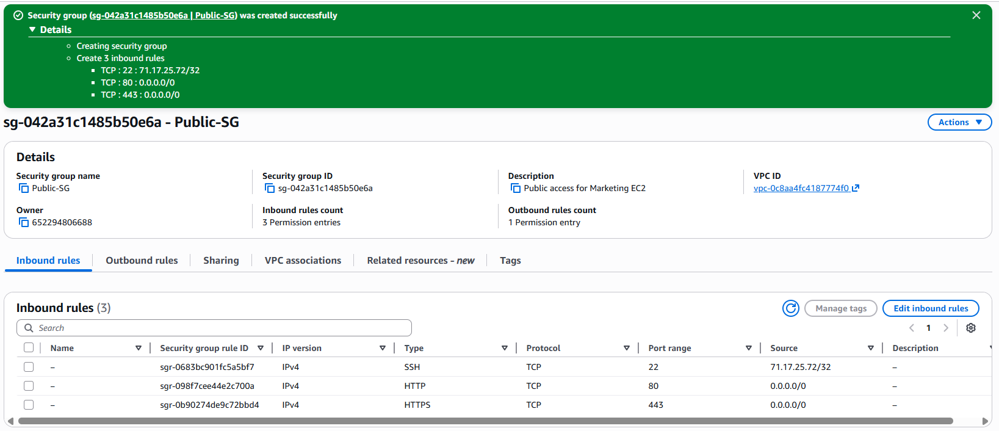 Security group (sg-042a31c1485b50e6a | Public-SG) was created successfully
Details
Creating security group
Create 3 inbound rules
TCP : 22 : 71.17.25.72/32
TCP : 80 : 0.0.0.0/0
TCP : 443 : 0.0.0.0/0
sg-042a31c1485b50e6a - Public-SG
Actions
Details
Security group name Security group ID Description VPC ID
Public-SG sg-042a31c1485b50e6a Public access for Marketing EC2 vpc-0c8aa4fc4187774f0
Owner Inbound rules count Outbound rules count
652294806688 3 Permission entries 1 Permission entry
Inbound rules Outbound rules Sharing VPC associations Related resources - new Tags
Inbound rules (3) Manage tags Edit inbound rules
Search 1
Name Security group rule ID IP version Type Protocol Port range Source Description
– sgr-0683bc901fc5a5bf7 IPv4 SSH TCP 22 71.17.25.72/32 –
– sgr-098f7cee44e2c700a IPv4 HTTP TCP 80 0.0.0.0/0 –
– sgr-0b90274de9c72bbd4 IPv4 HTTPS TCP 443 0.0.0.0/0 –